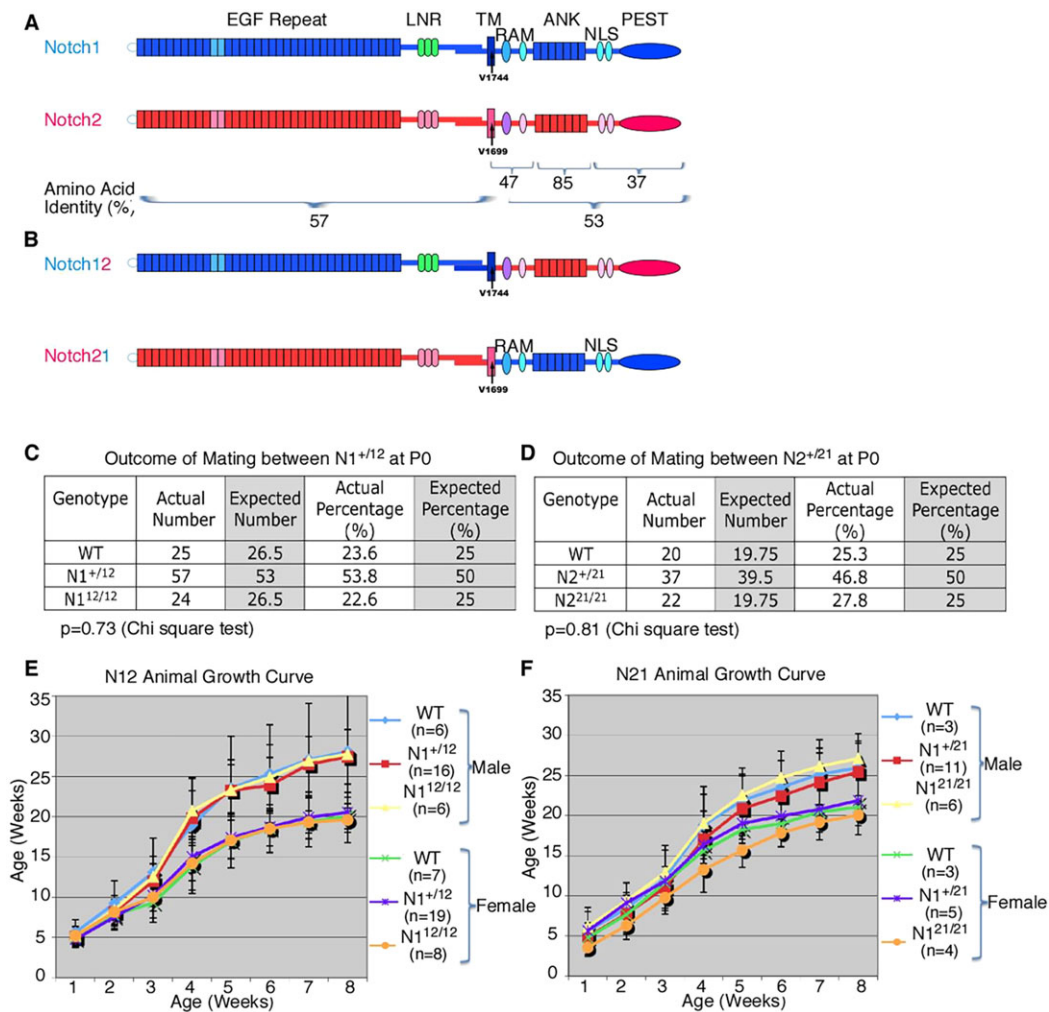 A
EGF Repeat LNR TM RAM ANK NLS PEST
Notch1
V1744
Notch2
V1699
47 85 37
Amino Acid
Identity (%)
57 53
B
Notch12
V1744
Notch21
RAM NLS
V1699
C Outcome of Mating between N1+/12 at P0
Genotype Actual Number Expected Number Actual Percentage (%) Expected Percentage (%)
WT 25 26.5 23.6 25
N1+/12 57 53 53.8 50
N112/12 24 26.5 22.6 25
p=0.73 (Chi square test)
D Outcome of Mating between N2+/21 at P0
Genotype Actual Number Expected Number Actual Percentage (%) Expected Percentage (%)
WT 20 19.75 25.3 25
N2+/21 37 39.5 46.8 50
N221/21 22 19.75 27.8 25
p=0.81 (Chi square test)
E N12 Animal Growth Curve
Age (Weeks)
35
30
25
20
15
10
5
0
1 2 3 4 5 6 7 8
Age (Weeks)
WT
(n=6)
N1+/12
(n=16)
N112/12
(n=6)
Male
WT
(n=7)
N1+/12
(n=19)
N112/12
(n=8)
Female
F N21 Animal Growth Curve
Age (Weeks)
35
30
25
20
15
10
5
0
1 2 3 4 5 6 7 8
Age (Weeks)
WT
(n=3)
N1+/21
(n=11)
N121/21
(n=6)
Male
WT
(n=3)
N1+/21
(n=5)
N121/21
(n=4)
Female